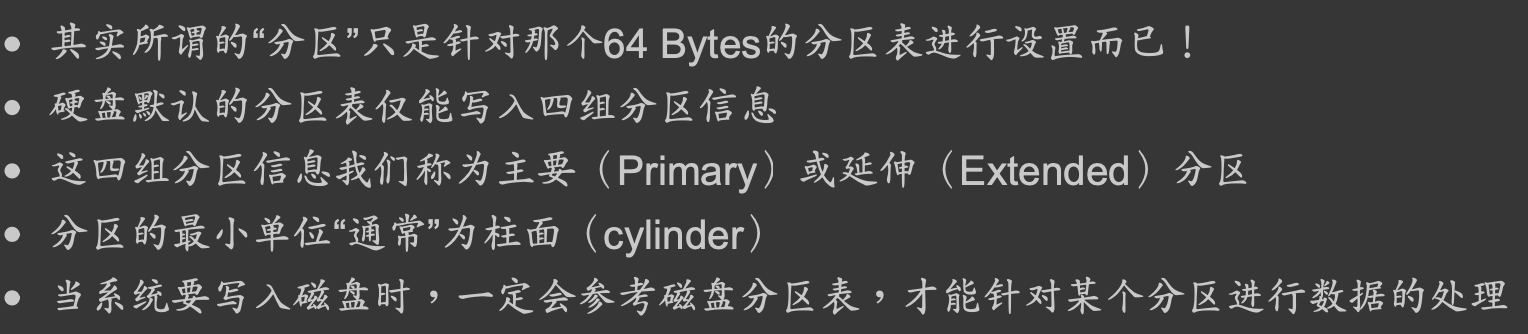 • 其实所谓的“分区”只是针对那个64 Bytes的分区表进行设置而已！
• 硬盘默认的分区表仅能写入四组分区信息
• 这四组分区信息我们称为主要（Primary）或延伸（Extended）分区
• 分区的最小单位“通常”为柱面（cylinder）
• 当系统要写入磁盘时，一定会参考磁盘分区表，才能针对某个分区进行数据的处理